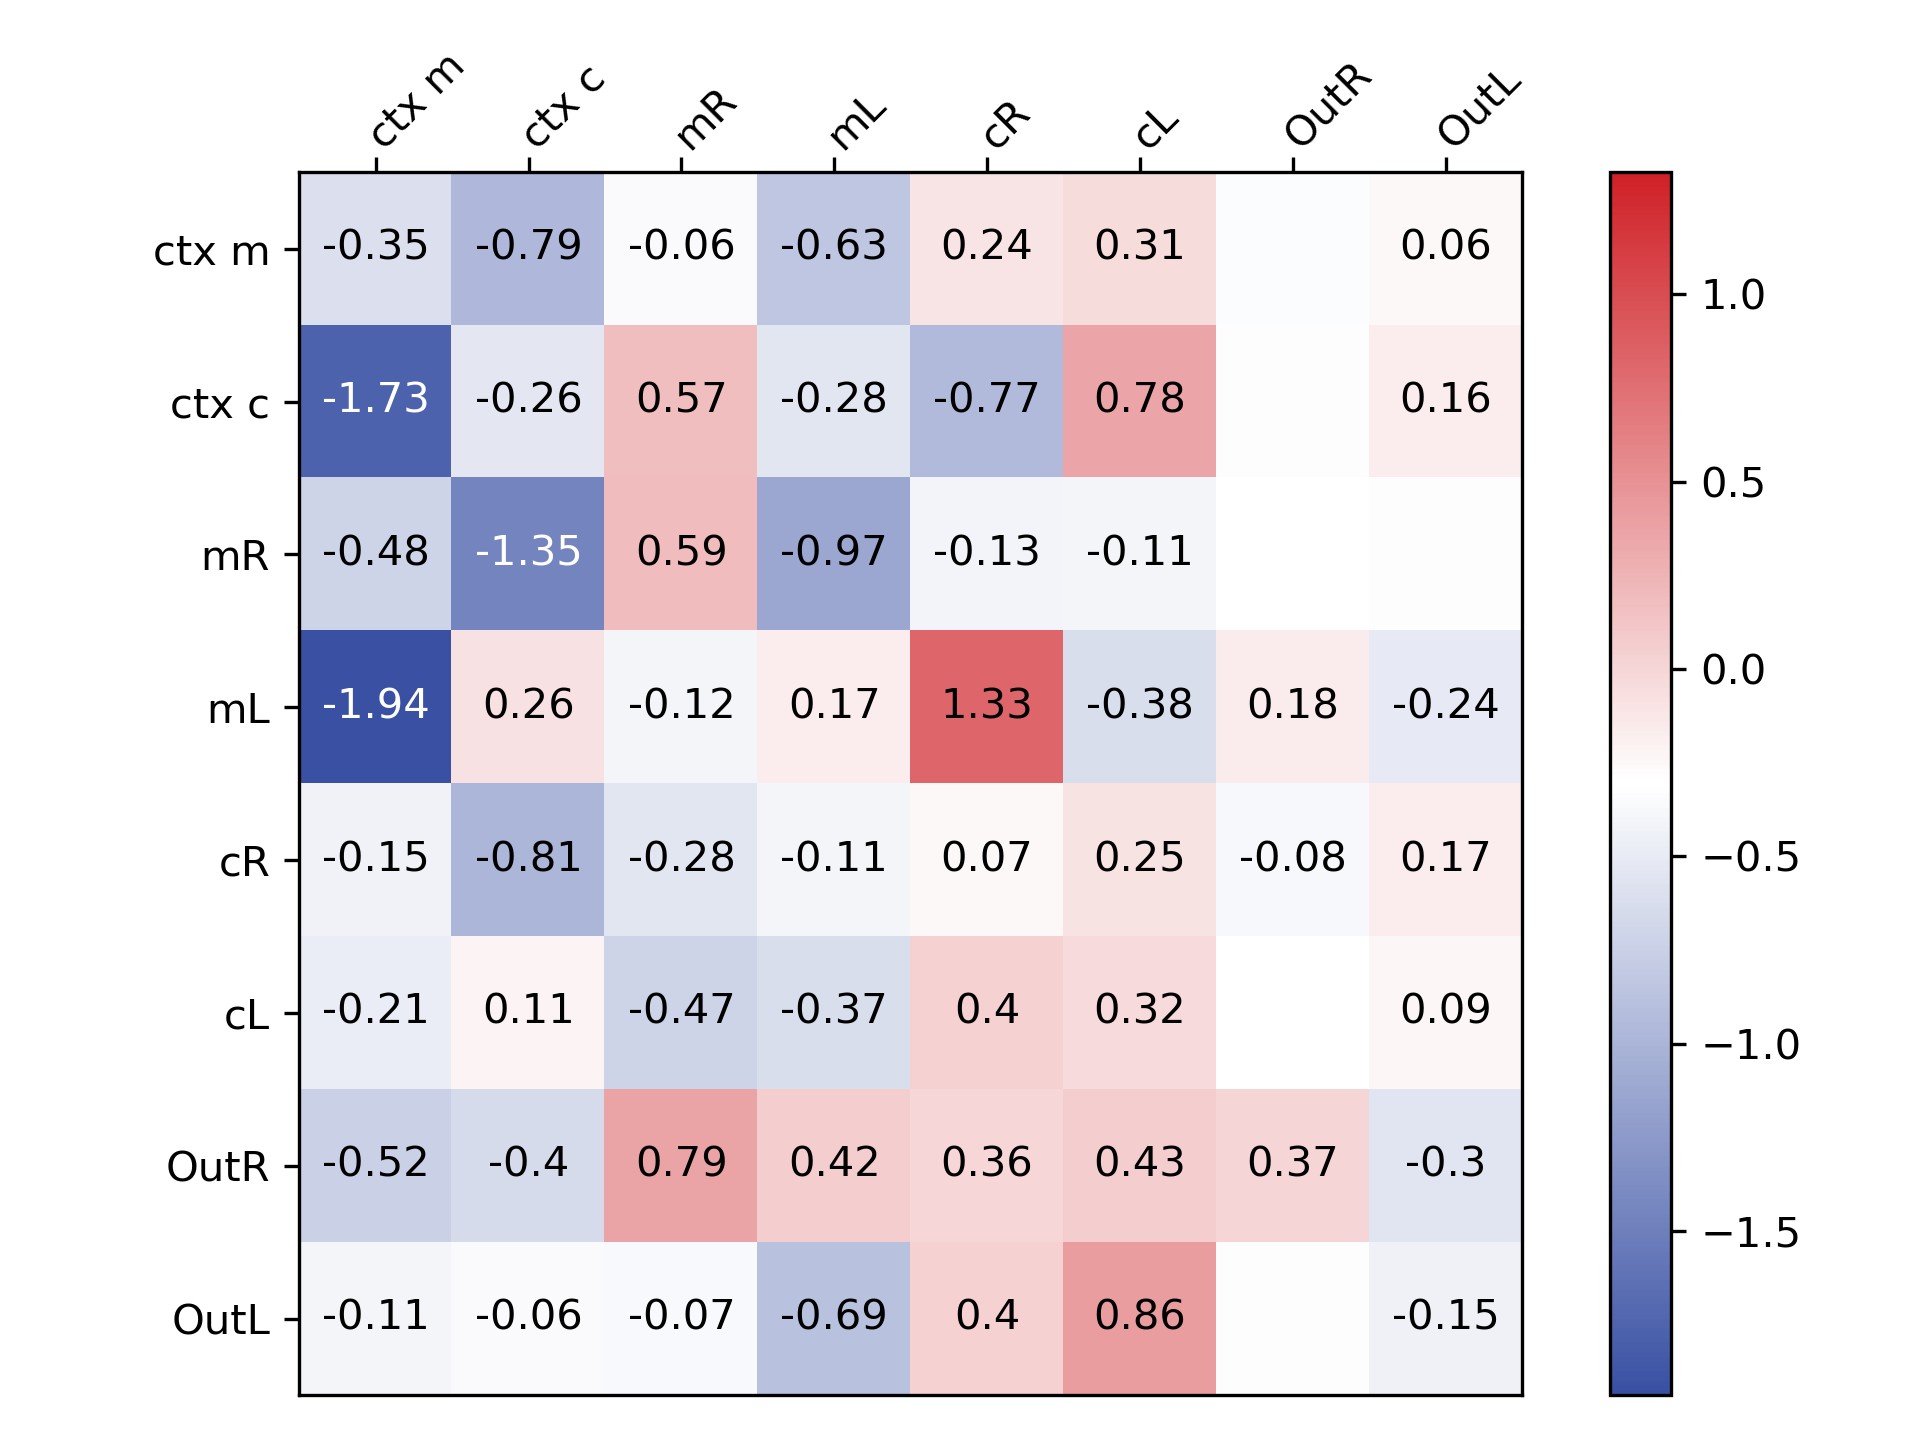 ctx m ctx c mR mL cR cL OutR OutL
ctx m -0.35 -0.79 -0.06 -0.63 0.24 0.31 0.06
ctx c -1.73 -0.26 0.57 -0.28 -0.77 0.78 0.16
mR -0.48 -1.35 0.59 -0.97 -0.13 -0.11
mL -1.94 0.26 -0.12 0.17 1.33 -0.38 0.18 -0.24
cR -0.15 -0.81 -0.28 -0.11 0.07 0.25 -0.08 0.17
cL -0.21 0.11 -0.47 -0.37 0.4 0.32 0.09
OutR -0.52 -0.4 0.79 0.42 0.36 0.43 0.37 -0.3
OutL -0.11 -0.06 -0.07 -0.69 0.4 0.86 -0.15
1.0
0.5
0.0
−0.5
−1.0
−1.5